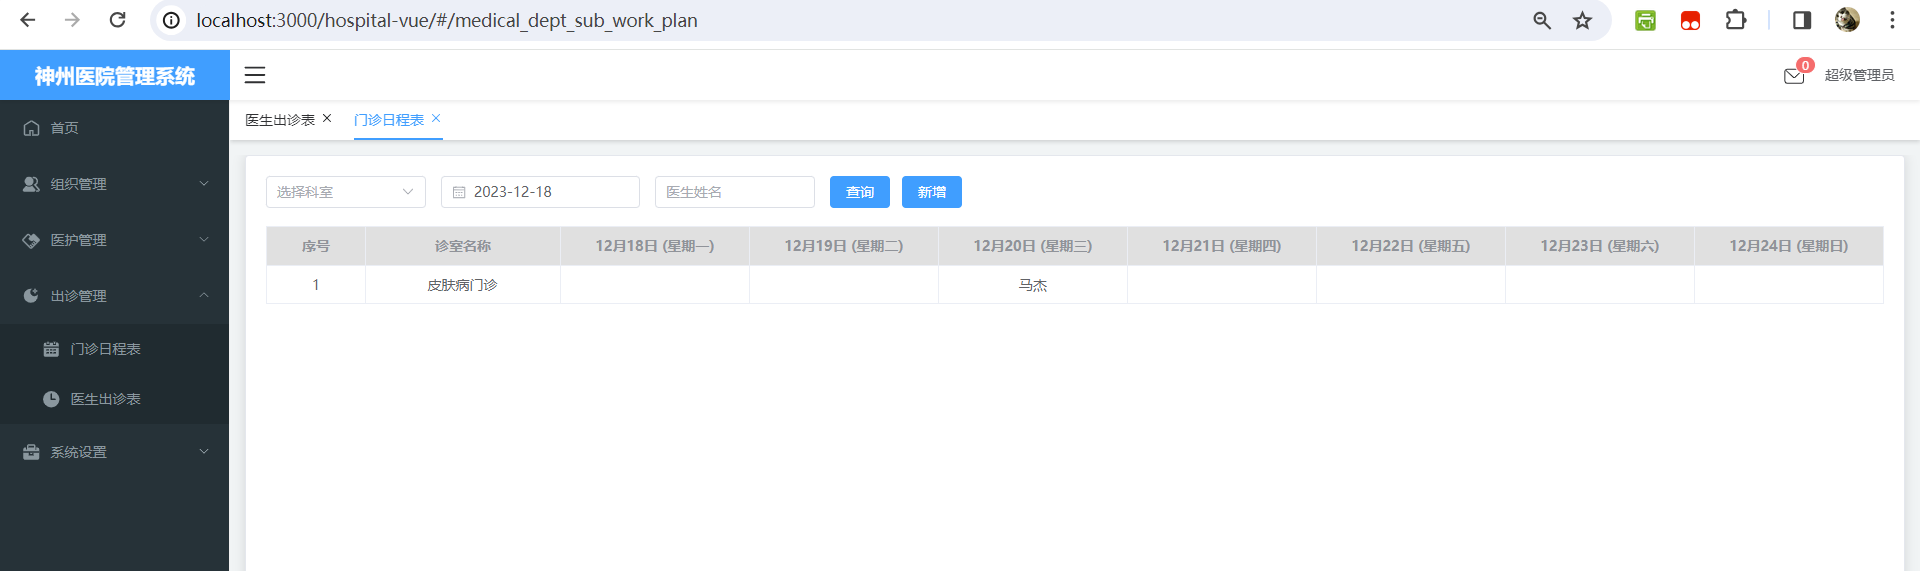 localhost:3000/hospital-vue/#/medical_dept_sub_work_plan
神州医院管理系统
0
超级管理员
医生出诊表
门诊日程表
首页
组织管理
医护管理
出诊管理
门诊日程表
医生出诊表
系统设置
选择科室 2023-12-18 医生姓名 查询 新增
序号 诊室名称 12月18日 (星期一) 12月19日 (星期二) 12月20日 (星期三) 12月21日 (星期四) 12月22日 (星期五) 12月23日 (星期六) 12月24日 (星期日)
1 皮肤病门诊 马杰